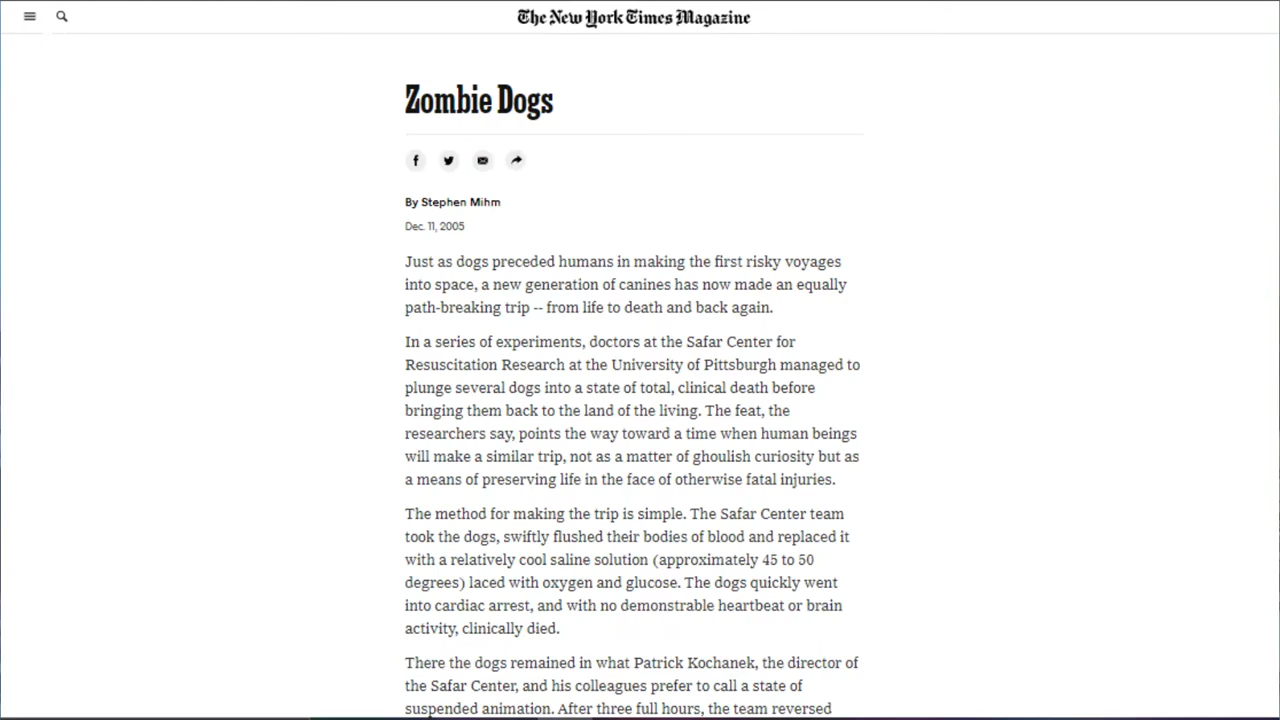 The New York Times Magazine
Zombie Dogs
By Stephen Mihm
Dec. 11, 2005
Just as dogs preceded humans in making the first risky voyages
into space, a new generation of canines has now made an equally
path-breaking trip -- from life to death and back again.
In a series of experiments, doctors at the Safar Center for
Resuscitation Research at the University of Pittsburgh managed to
plunge several dogs into a state of total, clinical death before
bringing them back to the land of the living. The feat, the
researchers say, points the way toward a time when human beings
will make a similar trip, not as a matter of ghoulish curiosity but as
a means of preserving life in the face of otherwise fatal injuries.
The method for making the trip is simple. The Safar Center team
took the dogs, swiftly flushed their bodies of blood and replaced it
with a relatively cool saline solution (approximately 45 to 50
degrees) laced with oxygen and glucose. The dogs quickly went
into cardiac arrest, and with no demonstrable heartbeat or brain
activity, clinically died.
There the dogs remained in what Patrick Kochanek, the director of
the Safar Center, and his colleagues prefer to call a state of
suspended animation. After three full hours, the team reversed